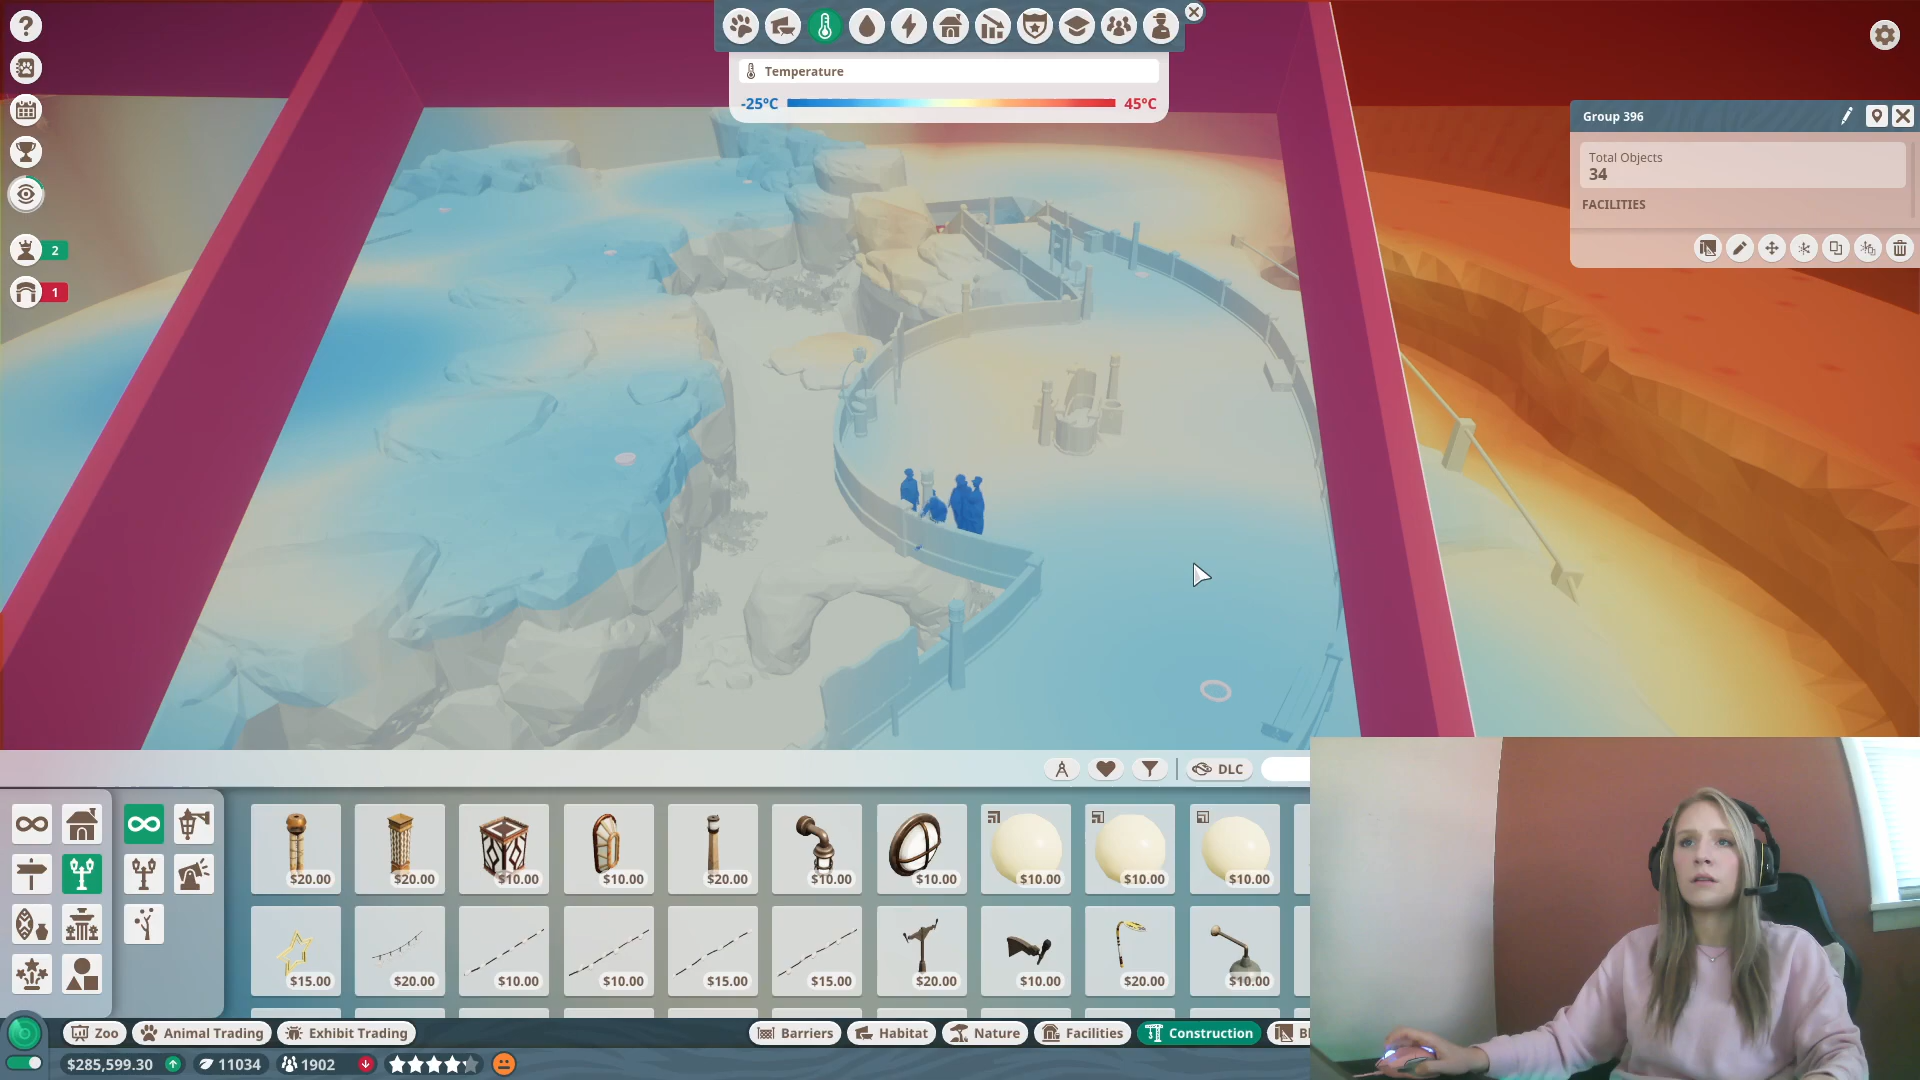 Temperature
-25°C 45°C
Group 396
Total Objects
34
FACILITIES
2
1
DLC
$20.00 $20.00 $10.00 $10.00 $20.00 $10.00 $10.00 $10.00 $10.00 $10.00
$15.00 $20.00 $10.00 $10.00 $15.00 $15.00 $20.00 $10.00 $20.00 $10.00
Zoo Animal Trading Exhibit Trading Barriers Habitat Nature Facilities Construction
$285,599.30 11034 1902